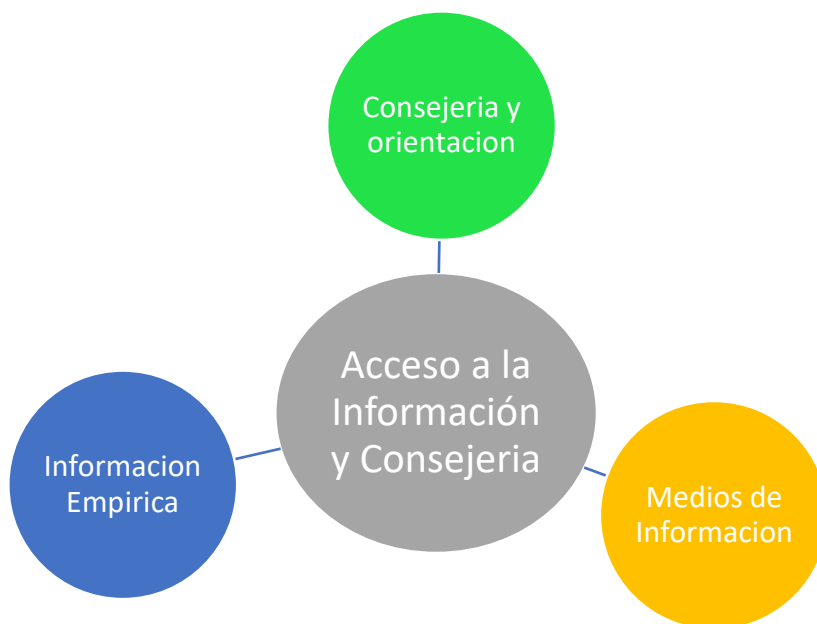 Consejeria y
orientacion
Acceso a la
Información
y Consejeria
Informacion
Empirica
Medios de
Informacion